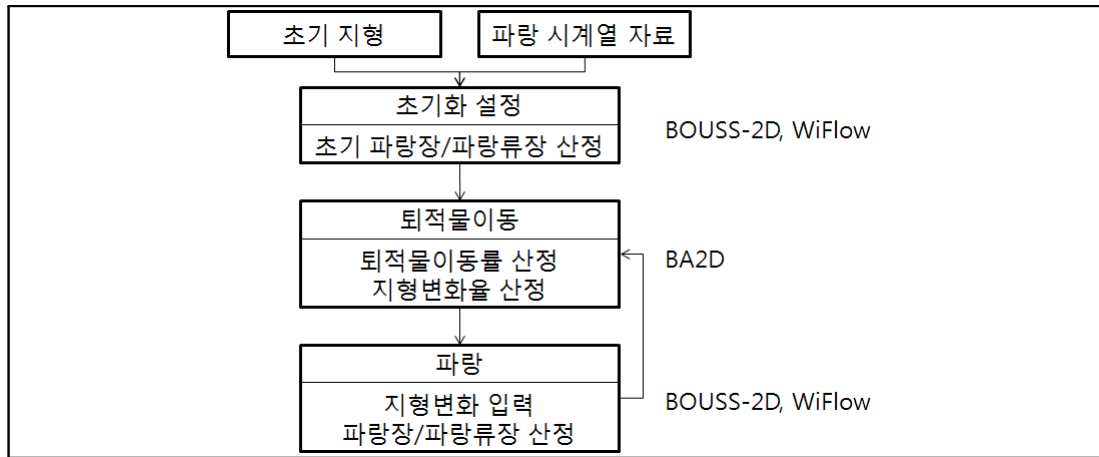 초기 지형
파랑 시계열 자료
초기화 설정
초기 파랑장/파랑류장 산정
BOUSS-2D, WiFlow
퇴적물이동
퇴적물이동률 산정
지형변화율 산정
BA2D
파랑
지형변화 입력
파랑장/파랑류장 산정
BOUSS-2D, WiFlow